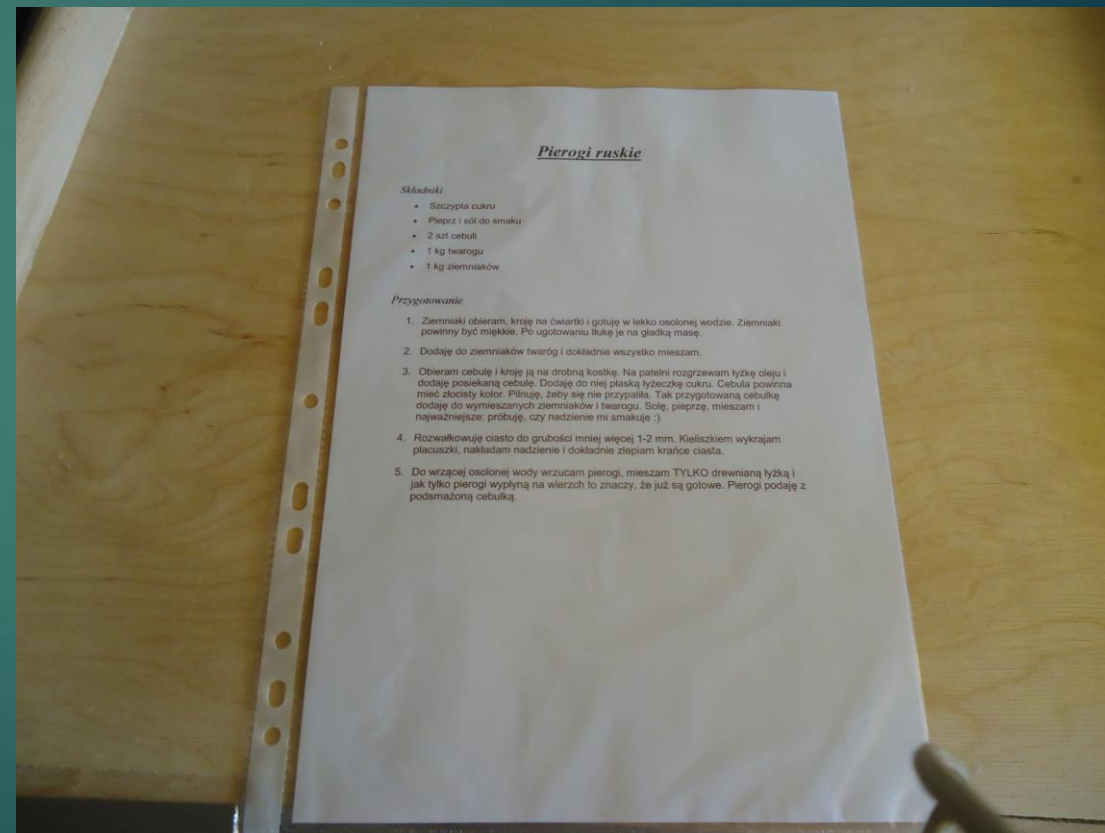 Pierogi ruskie
Składniki
• Szczypta cukru
• Pieprz i sól do smaku
• 2 szt cebuli
• 1 kg twarogu
• 1 kg ziemniaków
Przygotowanie
1. Ziemniaki obieram, kroję na ćwiartki i gotuję w lekko osolonej wodzie. Ziemniaki
powinny być miękkie. Po ugotowaniu tłukę je na gładką masę.
2. Dodaję do ziemniaków twaróg i dokładnie wszystko mieszam.
3. Obieram cebulę i kroję ją na drobną kostkę. Na patelni rozgrzewam łyżkę oleju i
dodaję posiekaną cebulę. Dodaję do niej płaską łyżeczkę cukru. Cebula powinna
mieć złocisty kolor. Pilnuję, żeby się nie przypaliła. Tak przygotowaną cebulkę
dodaję do wymieszanych ziemniaków i twarogu. Solę, pieprzę, mieszam i
najważniejsze: próbuję, czy nadzienie mi smakuje :)
4. Rozwałkowuję ciasto do grubości mniej więcej 1-2 mm. Kieliszkiem wykrajam
placuszki, nakładam nadzienie i dokładnie zlepiam krańce ciasta.
5. Do wrzącej osolonej wody wrzucam pierogi, mieszam TYLKO drewnianą łyżką i
jak tylko pierogi wypłyną na wierzch to znaczy, że już są gotowe. Pierogi podaję z
podsmażoną cebulką.